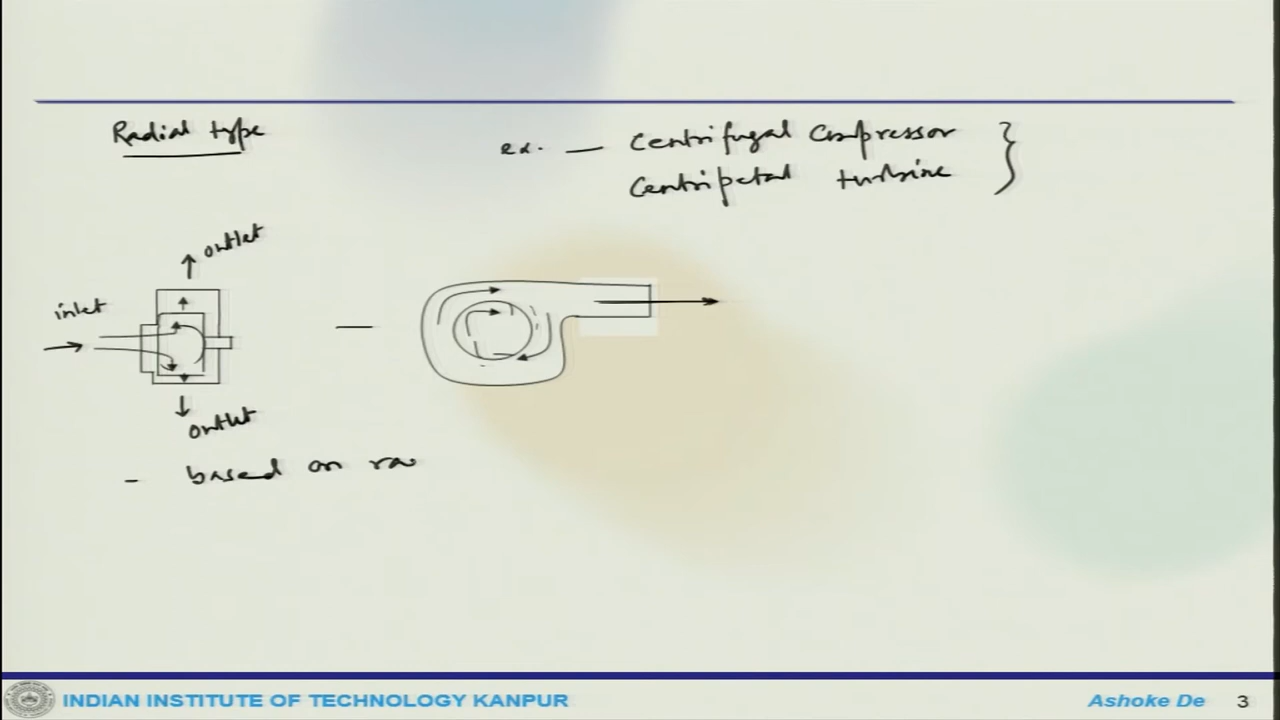 Radial type
ex. — Centrifugal Compressor
Centripetal turbine
outlet
inlet
outlet
- based on ra
INDIAN INSTITUTE OF TECHNOLOGY KANPUR
Ashoke De 3